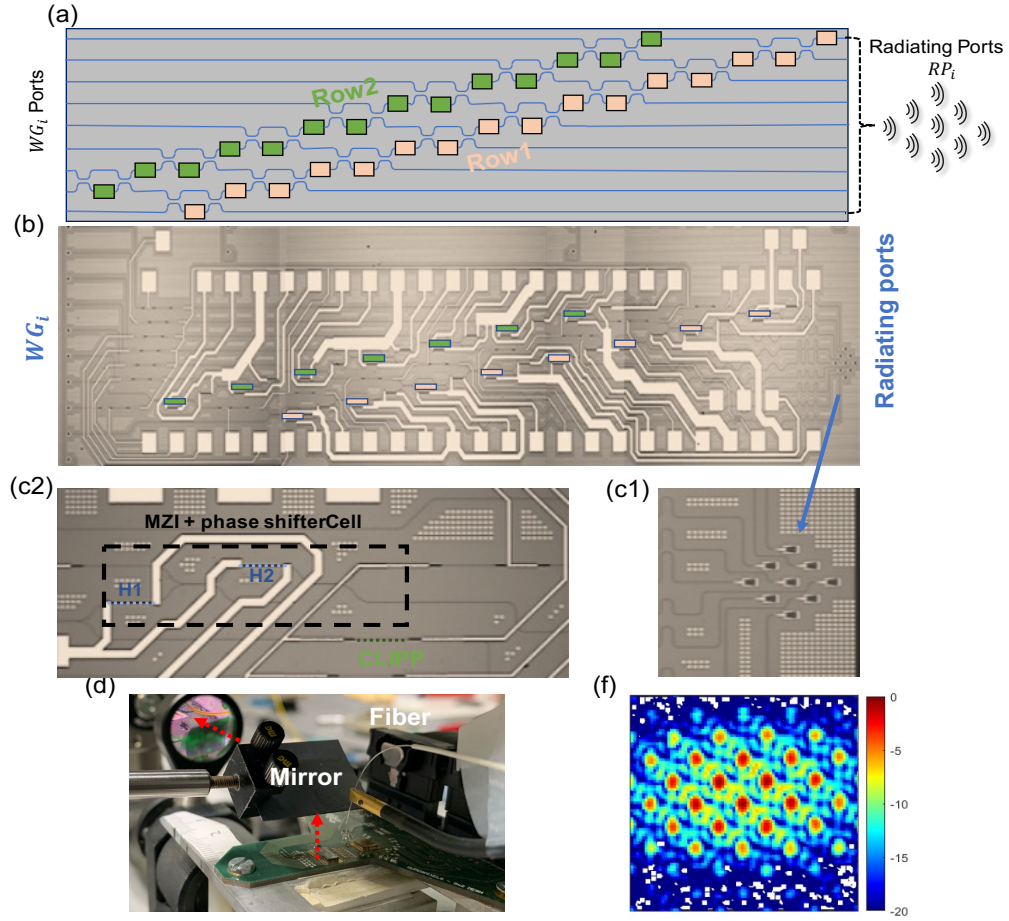 (a)
Radiating Ports
RP_i
WG_i Ports
Row2
Row1
(b)
WG_i
Radiating ports
(c2)
(c1)
MZI + phase shifterCell
H1
H2
CLIPP
(d)
(f)
Fiber
Mirror
0
-5
-10
-15
-20